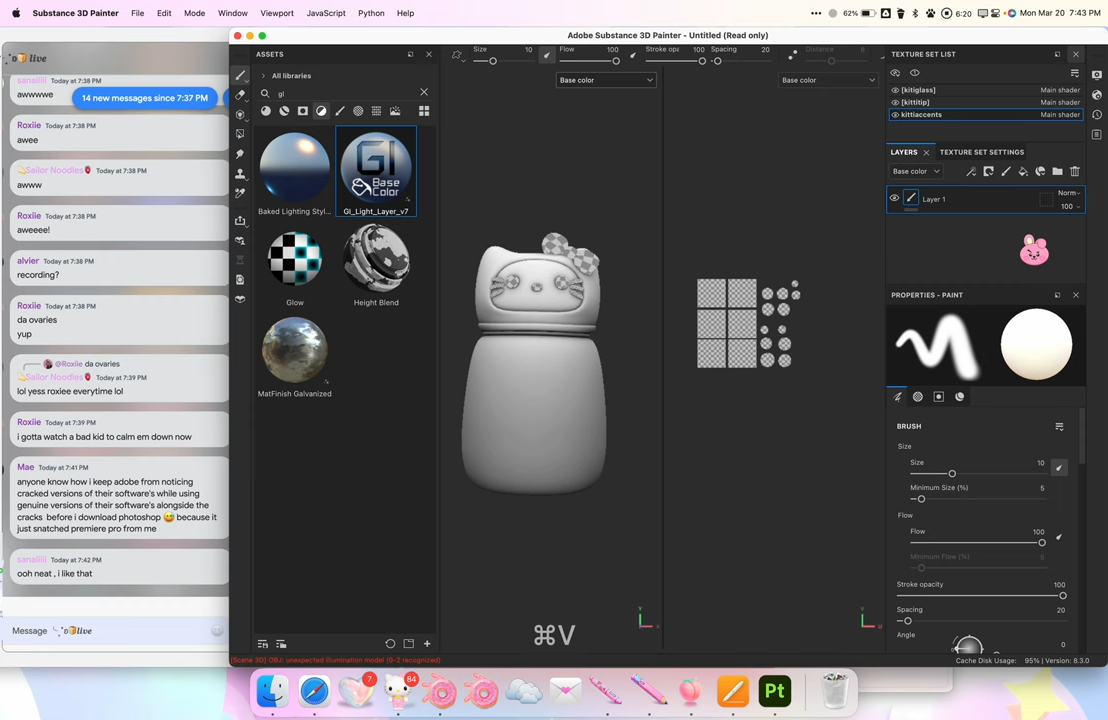 Substance 3D Painter File Edit Mode Window Viewport JavaScript Python Help
62% 6:20 Mon Mar 20 7:43 PM
live
sanaiiiii Today at 7:38 PM
awwwwe
14 new messages since 7:37 PM
Roxiie Today at 7:38 PM
awee
Sailor Noodles Today at 7:38 PM
awww
Roxiie Today at 7:38 PM
aweeee!
alvier Today at 7:38 PM
recording?
Roxiie Today at 7:38 PM
da ovaries
yup
@Roxiie da ovaries
Sailor Noodles Today at 7:39 PM
lol yess roxiee everytime lol
Roxiie Today at 7:39 PM
i gotta watch a bad kid to calm em down now
Mae Today at 7:41 PM
anyone know how i keep adobe from noticing
cracked versions of their software's while using
genuine versions of their software's alongside the
cracks before i download photoshop 😅 because it
just snatched premiere pro from me
Today at 7:42 PM
ooh neat , i like that
Message live
Adobe Substance 3D Painter - Untitled (Read only)
ASSETS
All libraries
gl
Baked Lighting Styl...
GI
Base
Color
GI_Light_Layer_v7
Glow
Height Blend
MatFinish Galvanized
Size 10 Flow 100 Stroke opa 100 Spacing 20 Distance 8
Base color
Base color
⌘V
TEXTURE SET LIST
[kitiglass] Main shader
[kittitip] Main shader
kittiaccents Main shader
LAYERS TEXTURE SET SETTINGS
Base color
Layer 1
Norm
100
PROPERTIES - PAINT
BRUSH
Size
Size 10
Minimum Size (%) 5
Flow
Flow 100
Minimum Flow (%)
Stroke opacity 100
Spacing 20
Angle 0
[Scene 3D] OBJ: unexpected illumination model (0-2 recognized)
Cache Disk Usage: 95% | Version: 8.3.0
7
84
Pt